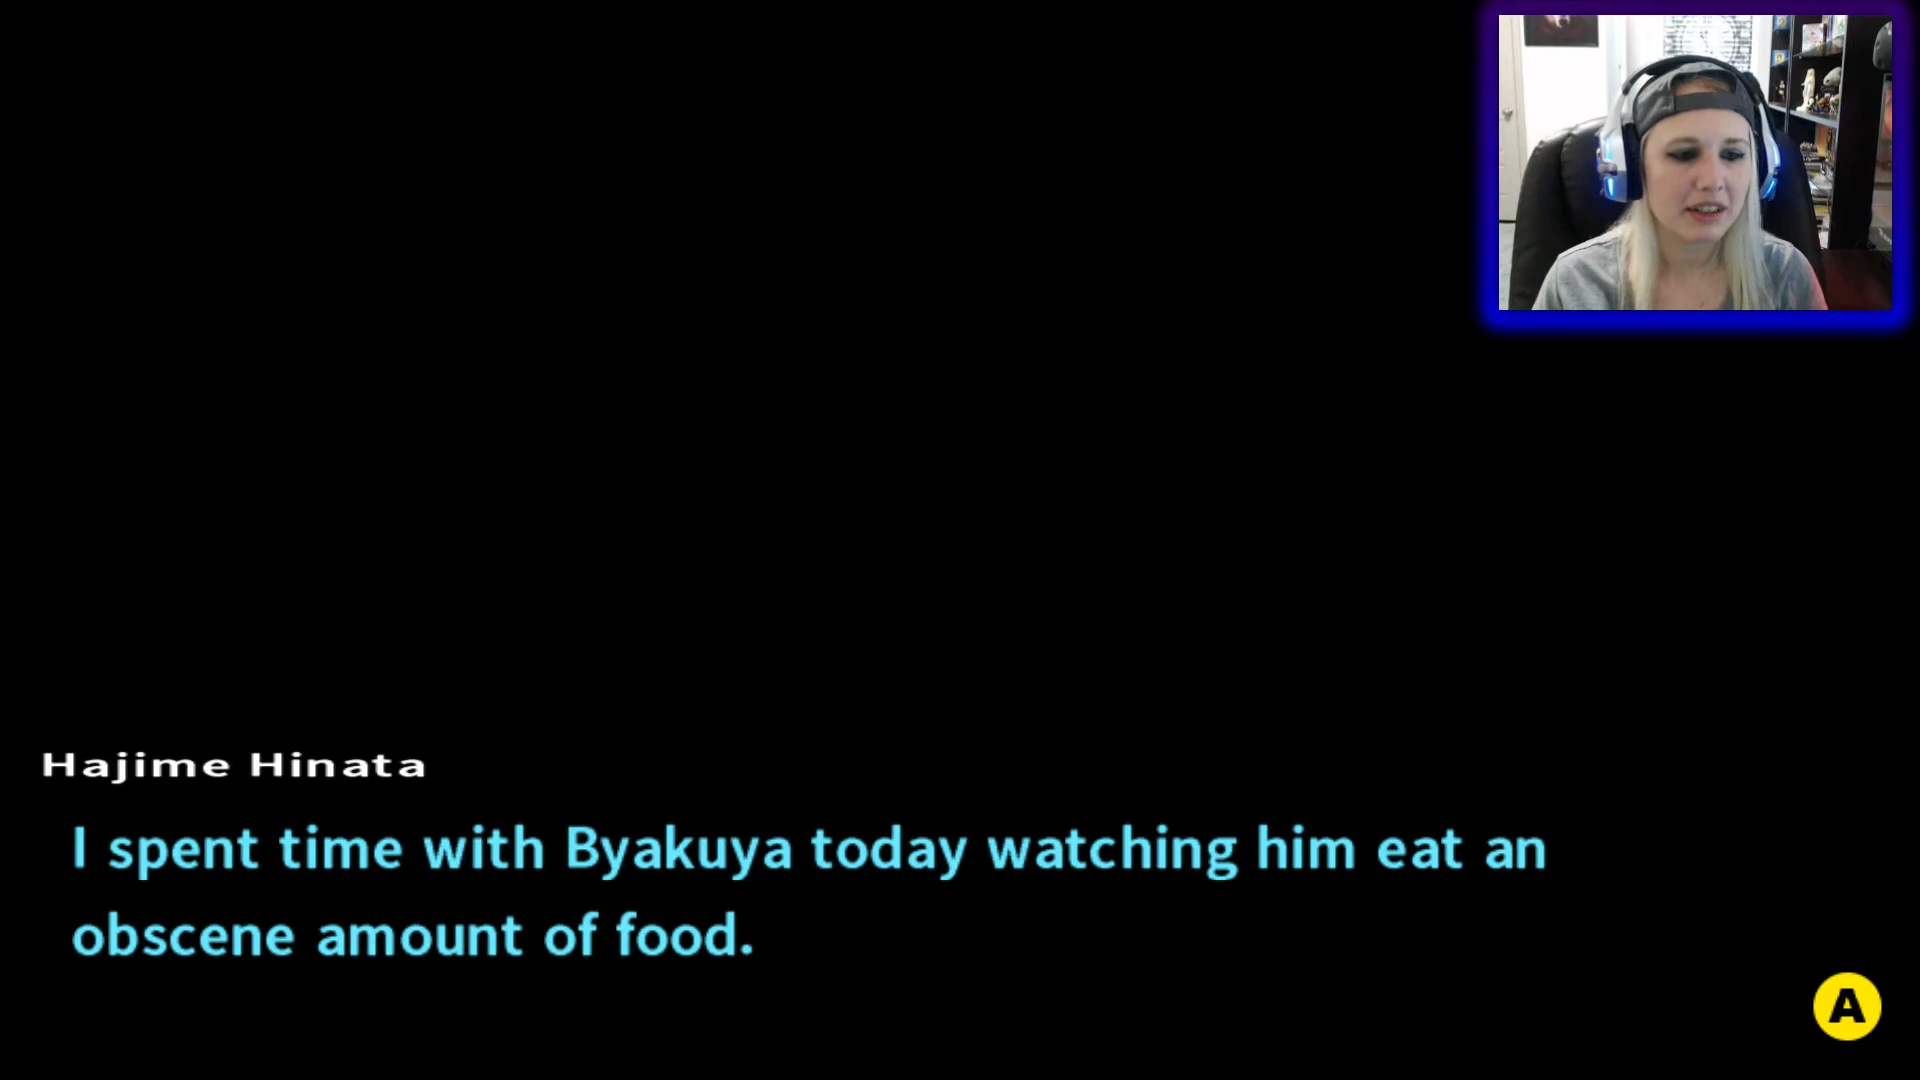 Hajime Hinata
I spent time with Byakuya today watching him eat an
obscene amount of food.
A